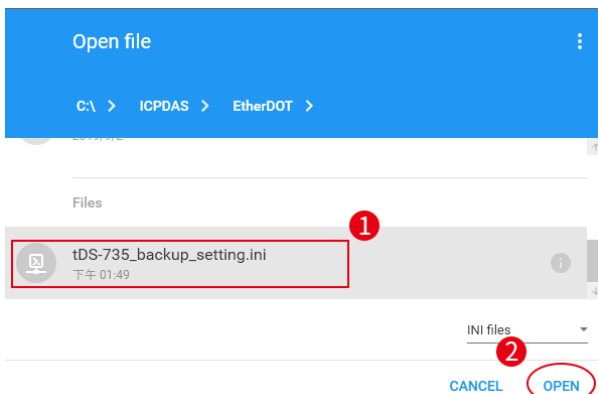 Open file
C:\ > ICPDAS > EtherDOT >
Files
1
tDS-735_backup_setting.ini
下午 01:49
INI files
2
CANCEL OPEN